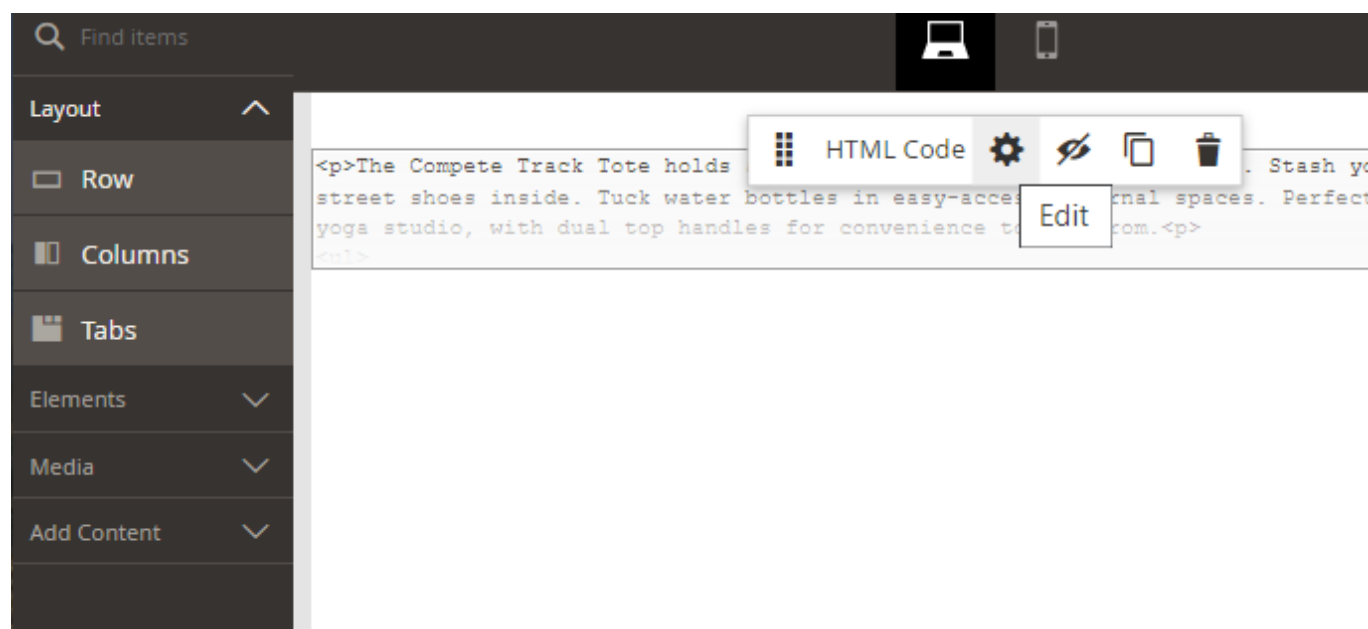 Find items
Layout
Row
Columns
Tabs
Elements
Media
Add Content
HTML Code
Edit
<p>The Compete Track Tote holds . Stash yo
street shoes inside. Tuck water bottles in easy-acces rnal spaces. Perfect
yoga studio, with dual top handles for convenience to rom.<p>
<ul>